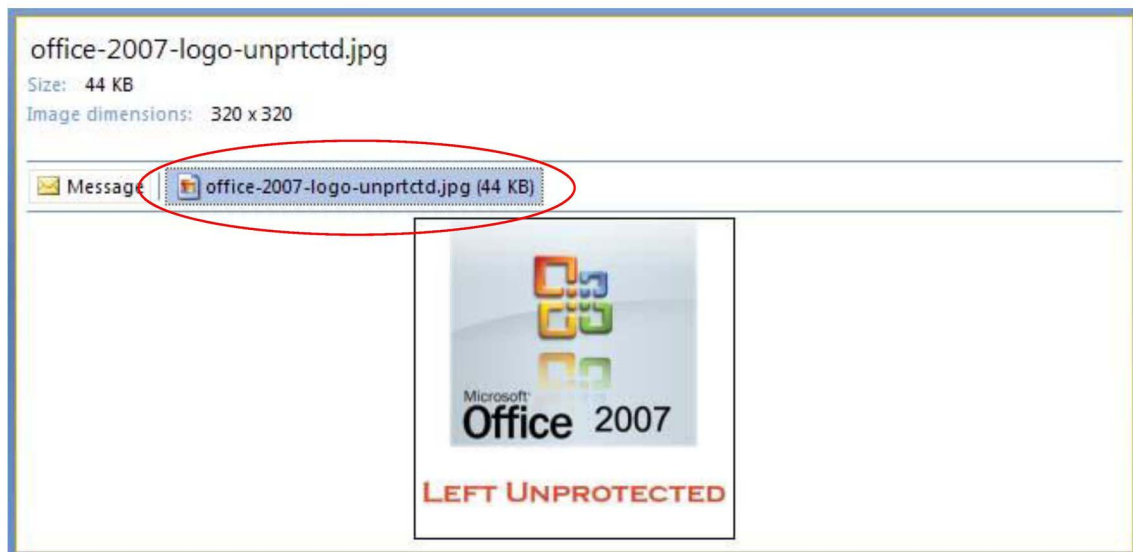 office-2007-logo-unprtctd.jpg
Size: 44 KB
Image dimensions: 320 x 320
Message office-2007-logo-unprtctd.jpg (44 KB)
Microsoft
Office 2007
LEFT UNPROTECTED